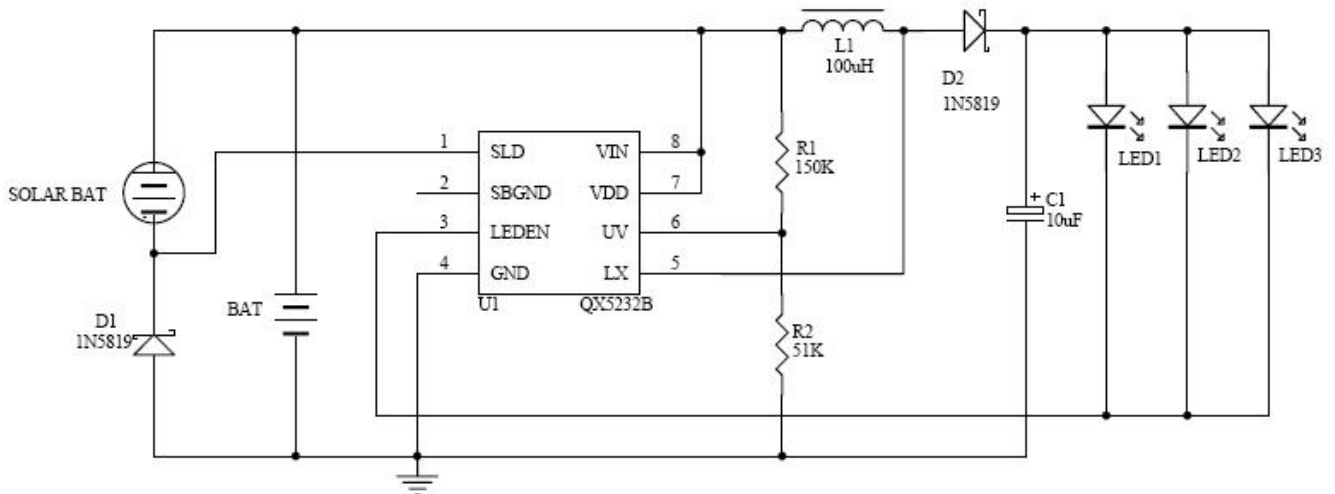 L1
100uH
D2
1N5819
1 SLD VIN 8
2 SBGND VDD 7
3 LEDEN UV 6
4 GND LX 5
U1 QX5232B
SOLAR BAT
D1
1N5819
BAT
R1
150K
R2
51K
+
C1
10uF
LED1
LED2
LED3